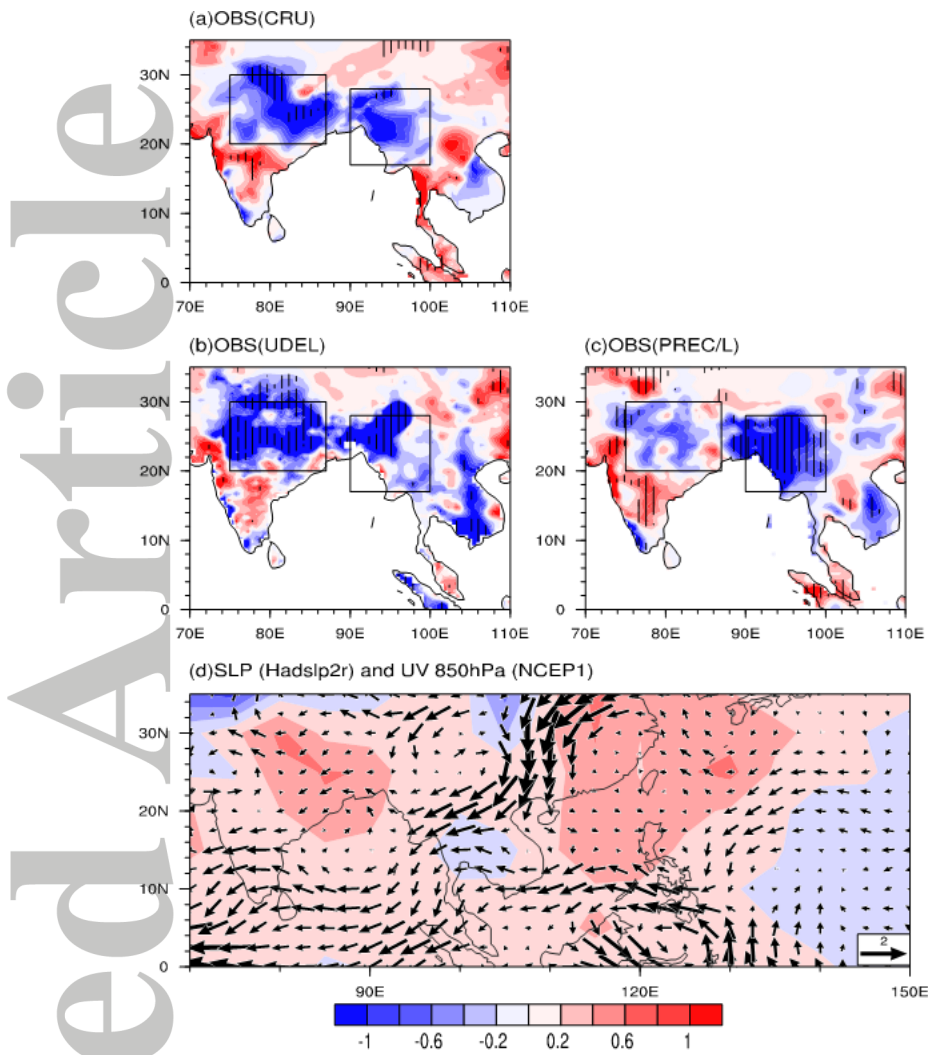 (a)OBS(CRU)
30N
20N
10N
0
70E 80E 90E 100E 110E
(b)OBS(UDEL) (c)OBS(PREC/L)
30N 30N
20N 20N
10N 10N
0 0
70E 80E 90E 100E 110E 70E 80E 90E 100E 110E
(d)SLP (Hadslp2r) and UV 850hPa (NCEP1)
30N
20N
10N
0
2
90E 120E 150E
-1 -0.6 -0.2 0.2 0.6 1
ed Article